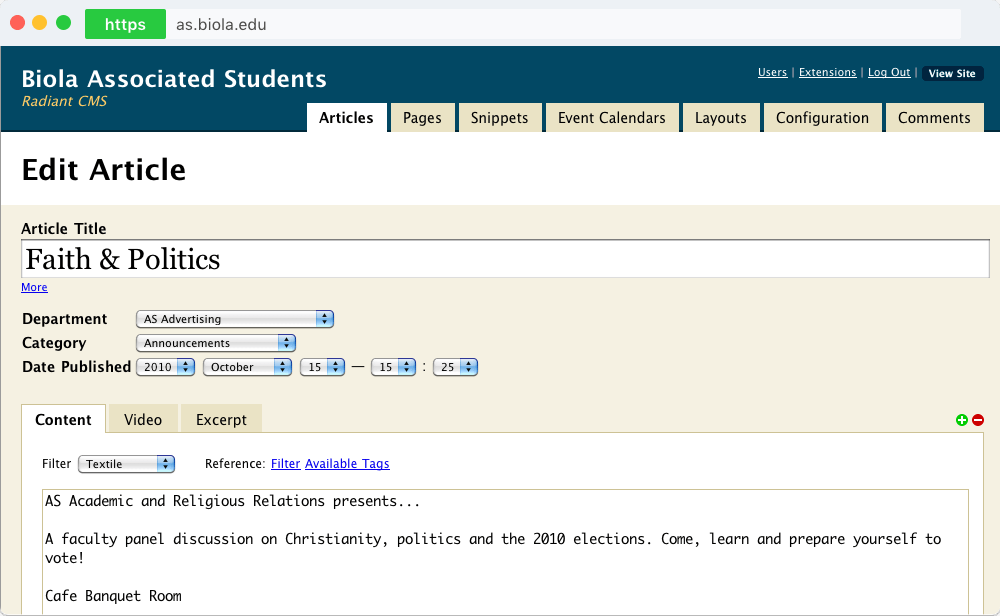 https as.biola.edu
Biola Associated Students
Radiant CMS
Users | Extensions | Log Out | View Site
Articles Pages Snippets Event Calendars Layouts Configuration Comments
Edit Article
Article Title
Faith & Politics
More
Department AS Advertising
Category Announcements
Date Published 2010 October 15 — 15 : 25
Content Video Excerpt
Filter Textile Reference: Filter Available Tags
AS Academic and Religious Relations presents...
A faculty panel discussion on Christianity, politics and the 2010 elections. Come, learn and prepare yourself to
vote!
Cafe Banquet Room